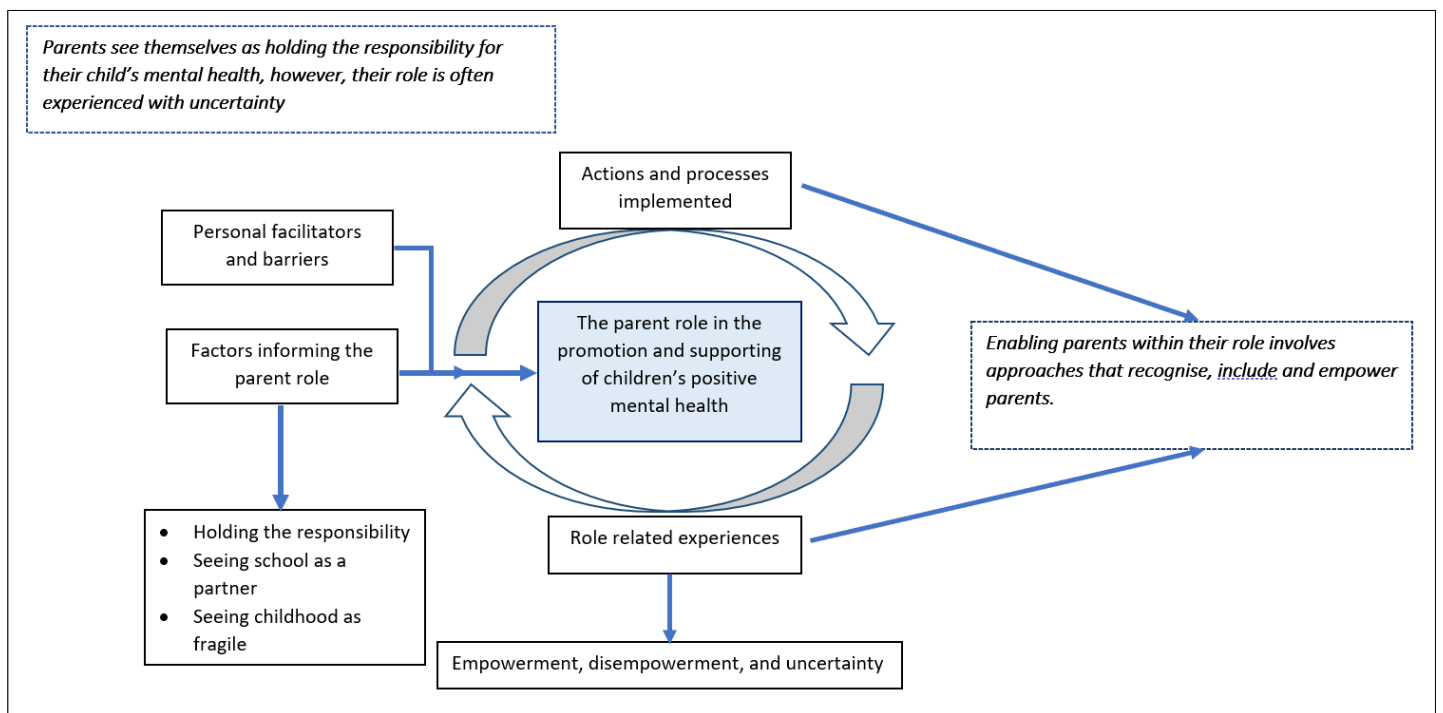 Parents see themselves as holding the responsibility for
their child’s mental health, however, their role is often
experienced with uncertainty
Actions and processes
implemented
Personal facilitators
and barriers
The parent role in the
promotion and supporting
of children’s positive
mental health
Factors informing the
parent role
Enabling parents within their role involves
approaches that recognise, include and empower
parents.
• Holding the responsibility
• Seeing school as a
partner
• Seeing childhood as
fragile
Role related experiences
Empowerment, disempowerment, and uncertainty